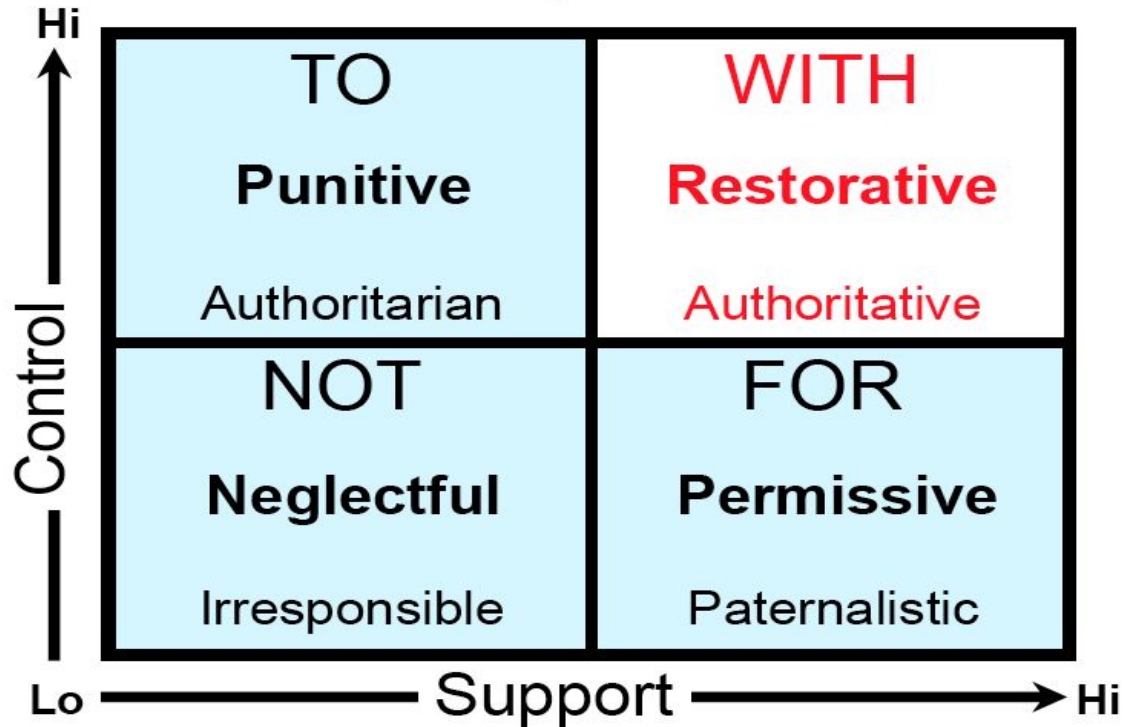 Hi
TO
WITH
Punitive
Restorative
Authoritarian
Authoritative
Control
NOT
FOR
Neglectful
Permissive
Irresponsible
Paternalistic
Lo
Support
Hi